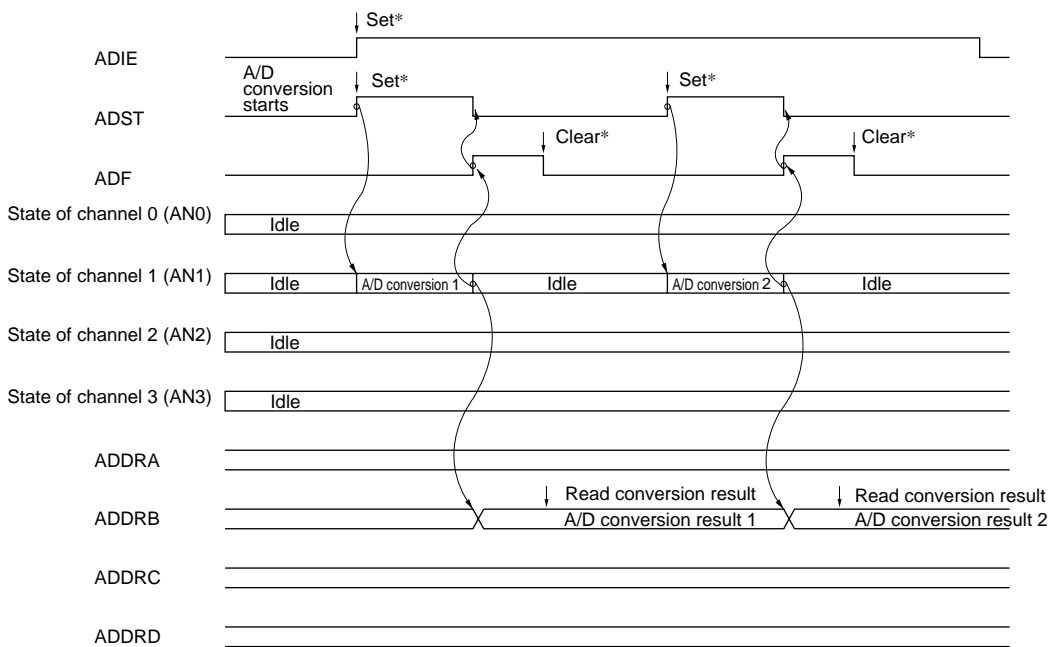 Set*
ADIE
A/D
conversion
starts
Set*
Set*
ADST
Clear*
Clear*
ADF
State of channel 0 (AN0)
Idle
State of channel 1 (AN1)
Idle
A/D conversion 1
Idle
A/D conversion 2
Idle
State of channel 2 (AN2)
Idle
State of channel 3 (AN3)
Idle
ADDRA
Read conversion result
Read conversion result
ADDRB
A/D conversion result 1
A/D conversion result 2
ADDRC
ADDRD